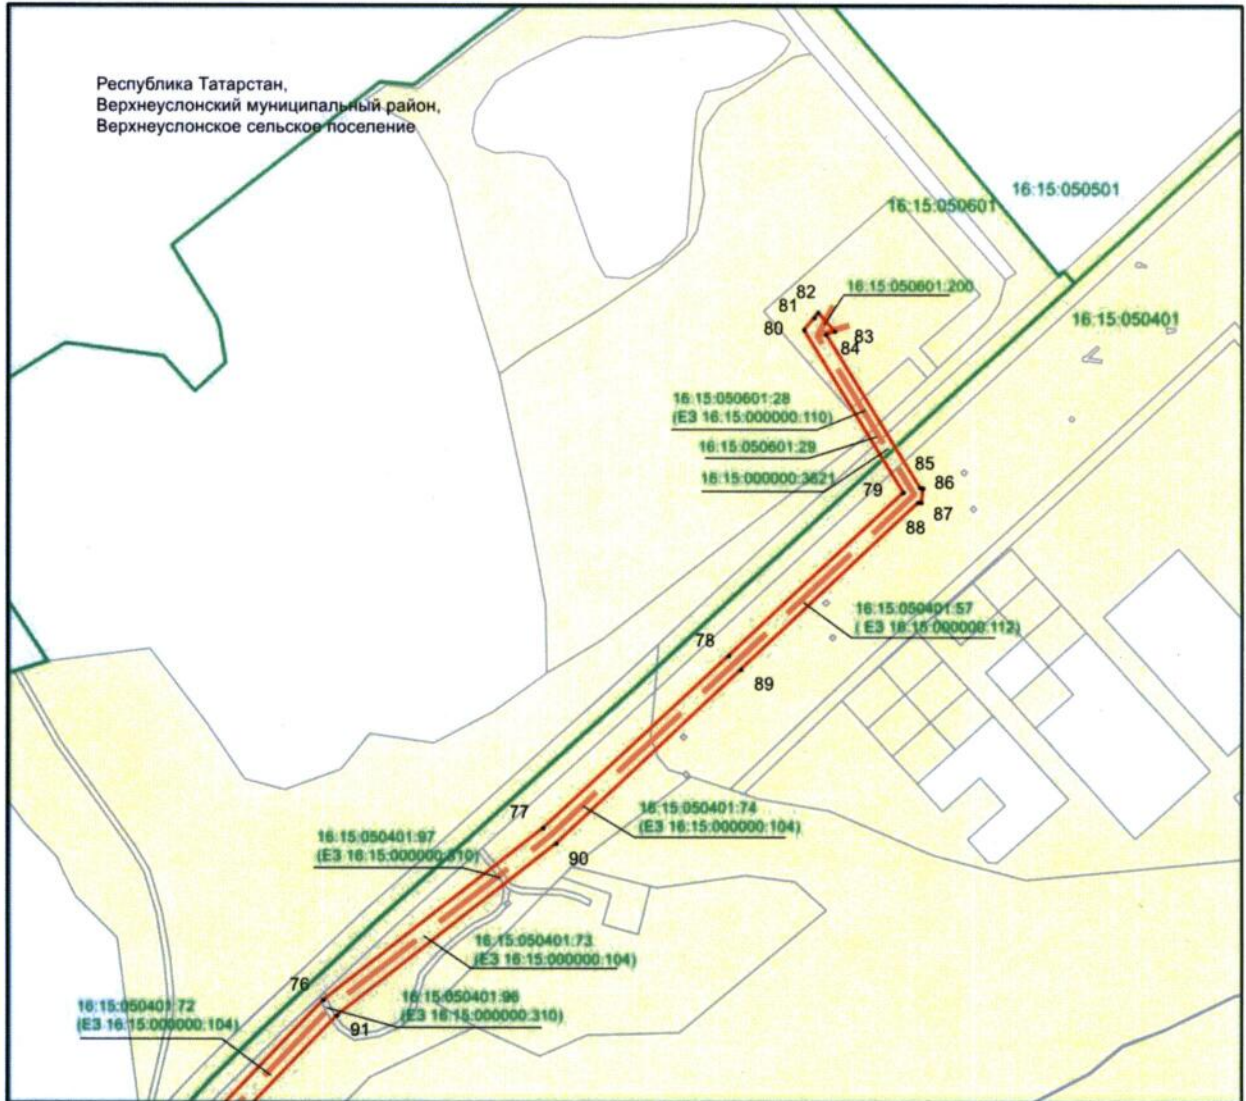 Республика Татарстан,
Верхнеуслонский муниципальный район,
Верхнеуслонское сельское поселение
16:15:050501
16:15:050601
16:15:050401
82
16:15:050601:200
81
80
83
84
16:15:050601:28
(ЕЗ 16:15:000000:110)
16:15:050601:29
16:15:000000:3821
85
86
79
87
88
16:15:050401:57
( ЕЗ 16:15:000000:112)
78
89
77
16:15:050401:74
(ЕЗ 16:15:000000:104)
16:15:050401:97
(ЕЗ 16:15:000000:310)
90
16:15:050401:73
(ЕЗ 16:15:000000:104)
76
16:15:050401:96
(ЕЗ 16:15:000000:310)
16:15:050401:72
(ЕЗ 16:15:000000:104)
91